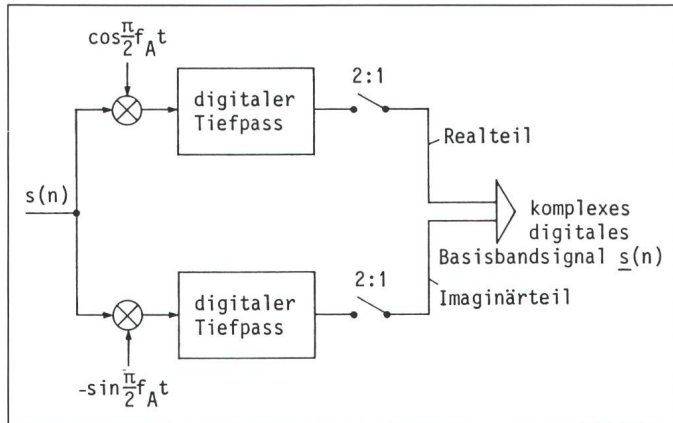 cos π/2 f_A t
digitaler
Tiefpass
2:1
Realteil
s(n)
komplexes
digitales
Basisbandsignal s(n)
digitaler
Tiefpass
2:1
Imaginärteil
-sin π/2 f_A t